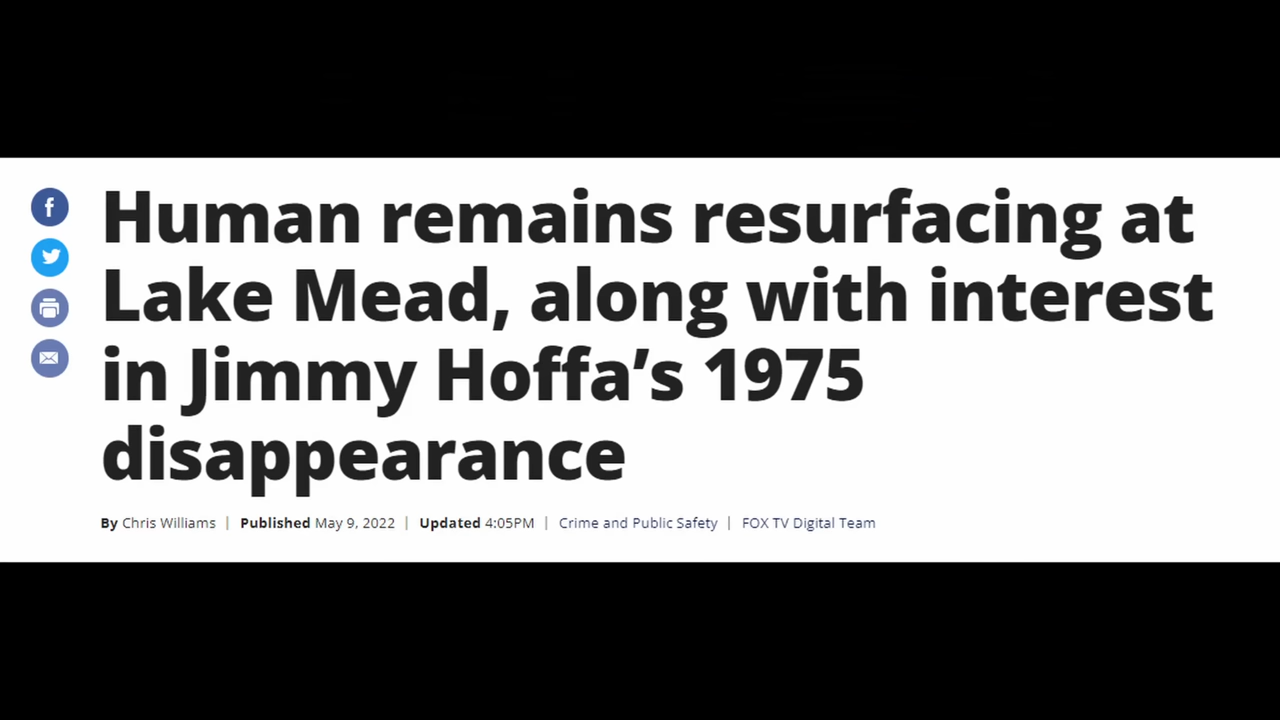 Human remains resurfacing at
Lake Mead, along with interest
in Jimmy Hoffa’s 1975
disappearance
By Chris Williams | Published May 9, 2022 | Updated 4:05PM | Crime and Public Safety | FOX TV Digital Team